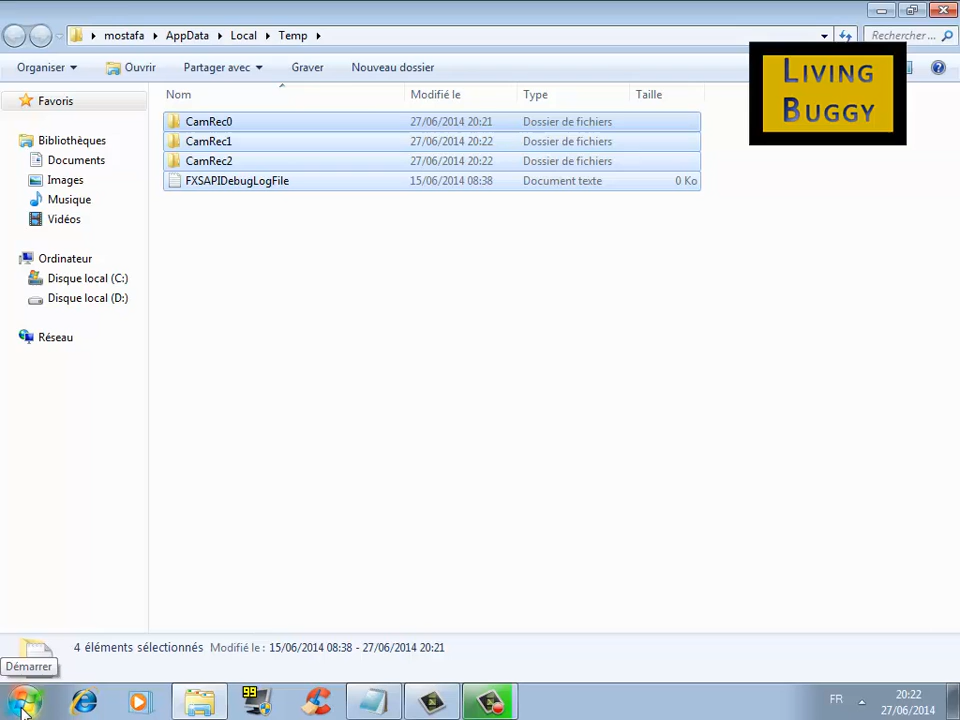 mostafa AppData Local Temp Rechercher ...
Organiser Ouvrir Partager avec Graver Nouveau dossier
LIVING
BUGGY
Favoris
Bibliothèques
Documents
Images
Musique
Vidéos
Ordinateur
Disque local (C:)
Disque local (D:)
Réseau
Nom Modifié le Type Taille
CamRec0 27/06/2014 20:21 Dossier de fichiers
CamRec1 27/06/2014 20:22 Dossier de fichiers
CamRec2 27/06/2014 20:22 Dossier de fichiers
FXSAPIDebugLogFile 15/06/2014 08:38 Document texte 0 Ko
4 éléments sélectionnés Modifié le : 15/06/2014 08:38 - 27/06/2014 20:21
Démarrer
99
FR
20:22
27/06/2014